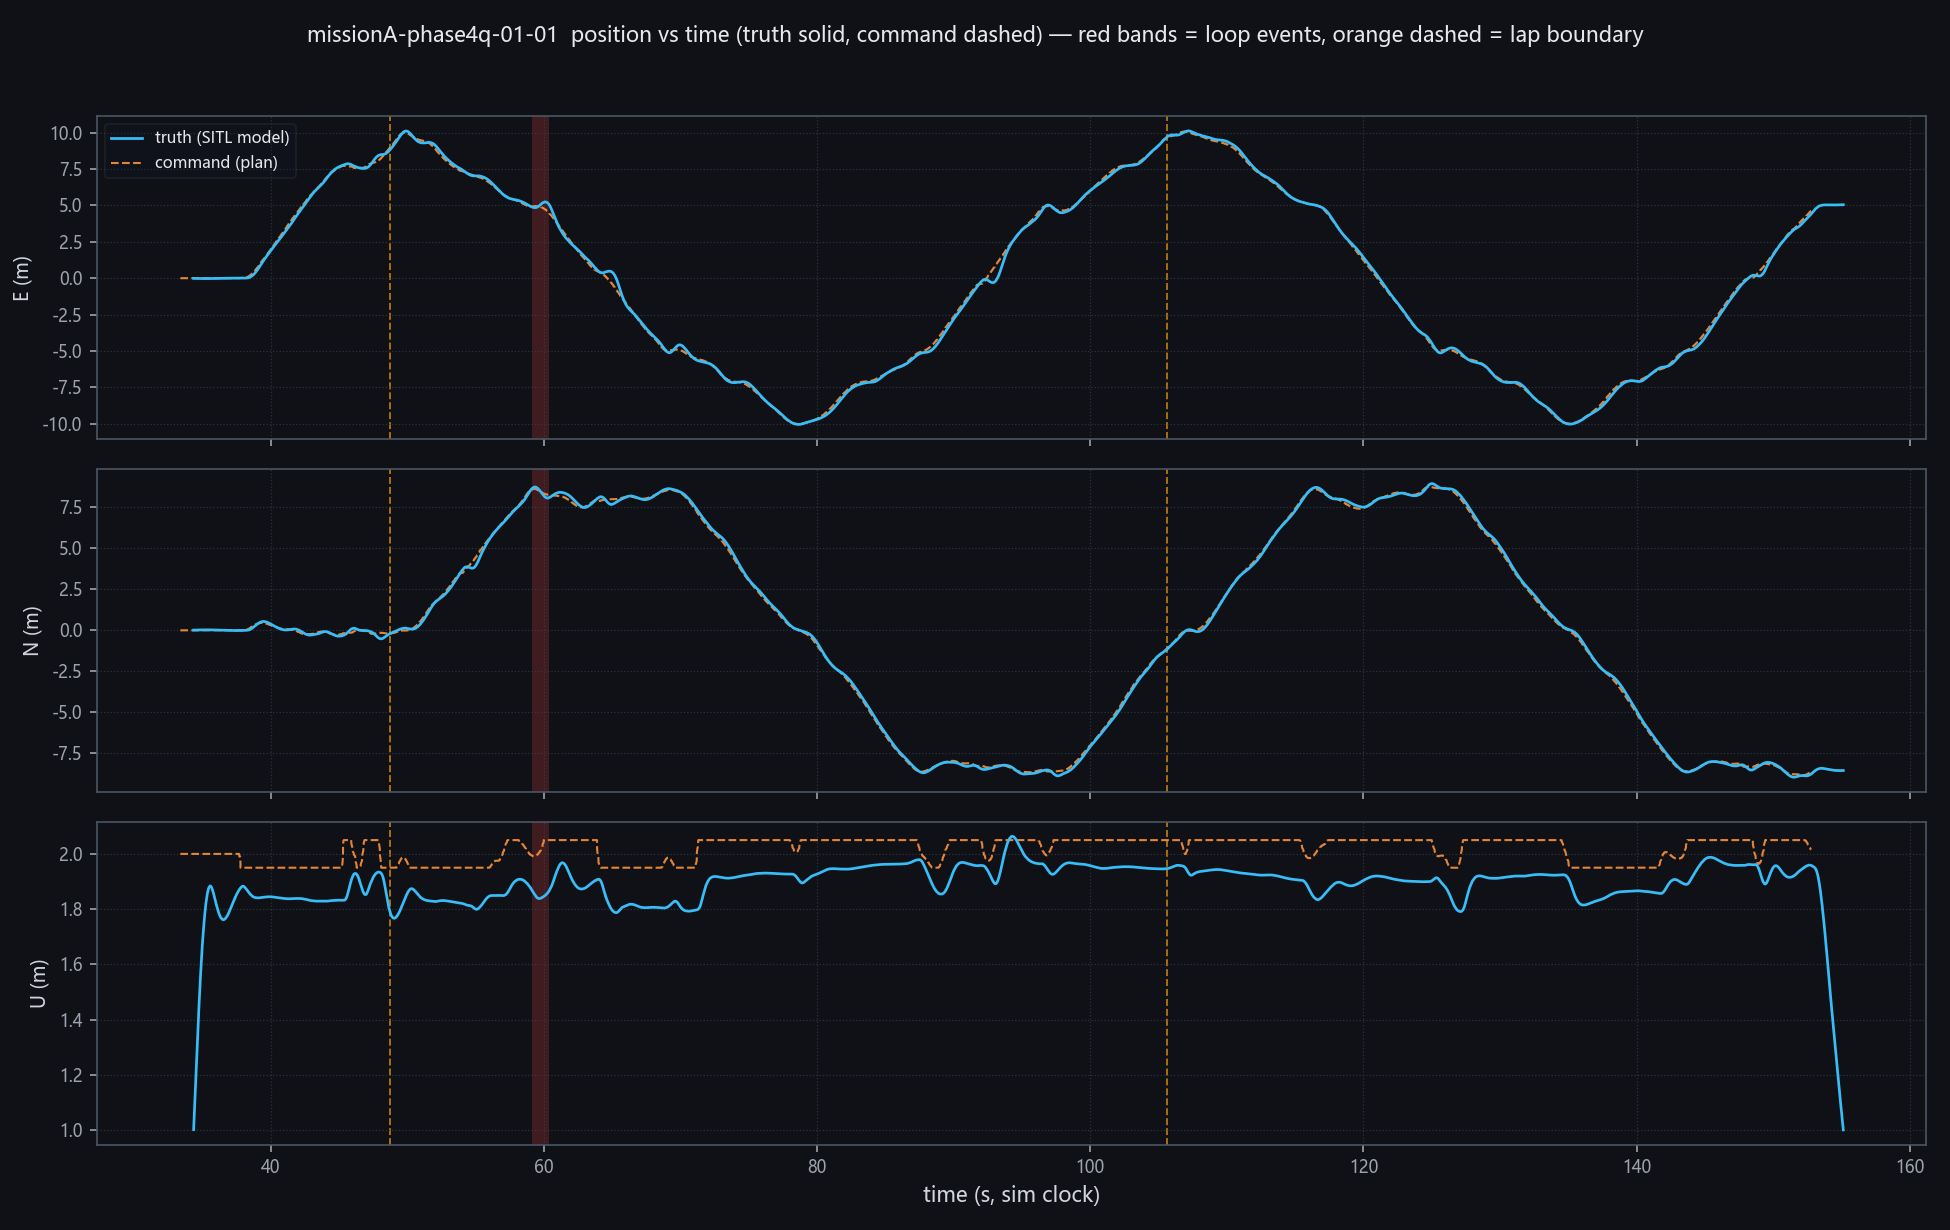 missionA-phase4q-01-01  position vs time (truth solid, command dashed) — red bands = loop events, orange dashed = lap boundary
truth (SITL model)
command (plan)
E (m)
10.0
7.5
5.0
2.5
0.0
-2.5
-5.0
-7.5
-10.0
N (m)
7.5
5.0
2.5
0.0
-2.5
-5.0
-7.5
U (m)
2.0
1.8
1.6
1.4
1.2
1.0
40 60 80 100 120 140 160
time (s, sim clock)